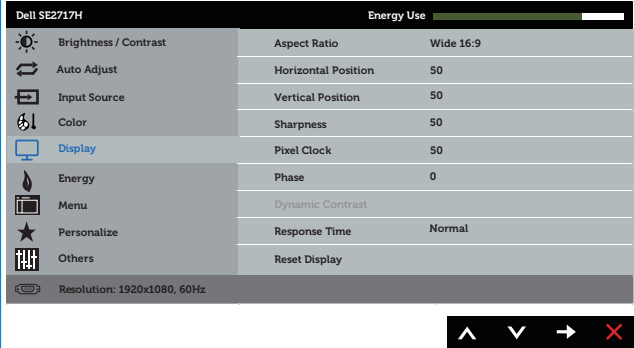 Dell SE2717H Energy Use
Brightness / Contrast
Auto Adjust
Input Source
Color
Display
Energy
Menu
Personalize
Others
Aspect Ratio Wide 16:9
Horizontal Position 50
Vertical Position 50
Sharpness 50
Pixel Clock 50
Phase 0
Dynamic Contrast
Response Time Normal
Reset Display
Resolution: 1920x1080, 60Hz